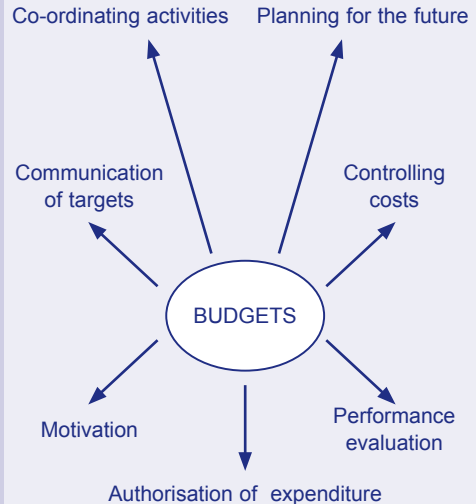 Co-ordinating activities
Planning for the future
Communication
of targets
Controlling
costs
BUDGETS
Motivation
Performance
evaluation
Authorisation of expenditure